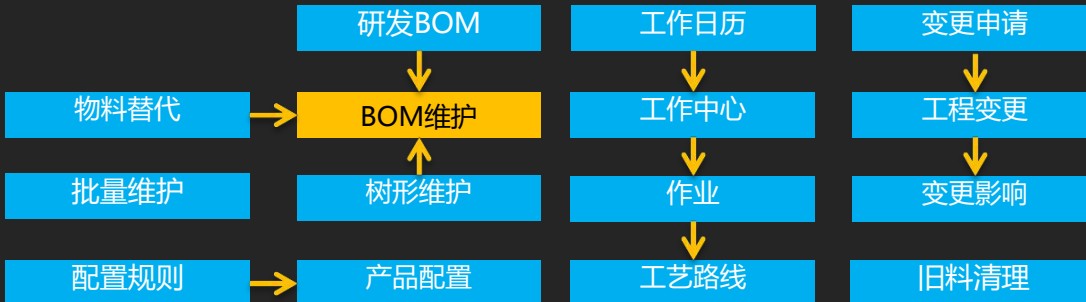 研发BOM
工作日历
变更申请
物料替代
BOM维护
工作中心
工程变更
批量维护
树形维护
作业
变更影响
配置规则
产品配置
工艺路线
旧料清理